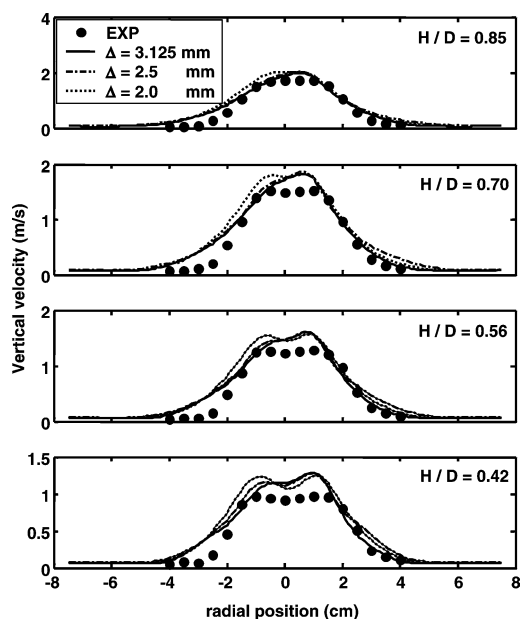 4
EXP
Δ = 3.125 mm
Δ = 2.5 mm
Δ = 2.0 mm
H / D = 0.85
2
0
2
H / D = 0.70
1
0
Vertical velocity (m/s)
2
H / D = 0.56
1
0
1.5
H / D = 0.42
1
0.5
0
-8 -6 -4 -2 0 2 4 6 8
radial position (cm)